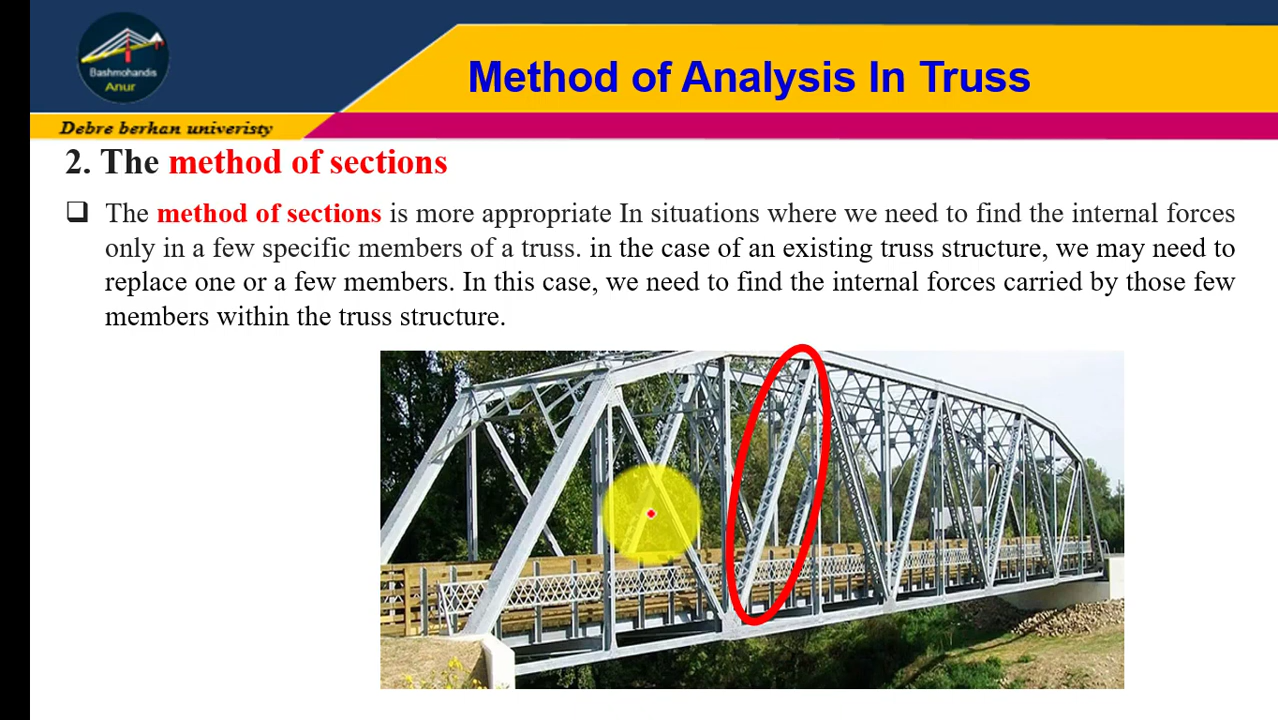 Bashmohandis
Anur
Method of Analysis In Truss
Debre berhan univeristy
2. The method of sections
❑ The method of sections is more appropriate In situations where we need to find the internal forces
only in a few specific members of a truss. in the case of an existing truss structure, we may need to
replace one or a few members. In this case, we need to find the internal forces carried by those few
members within the truss structure.